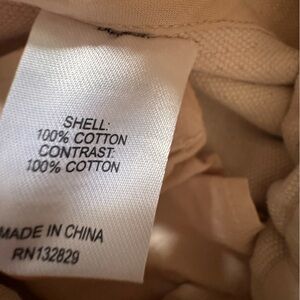 SHELL:
100% COTTON
CONTRAST:
100% COTTON
MADE IN CHINA
RN132829